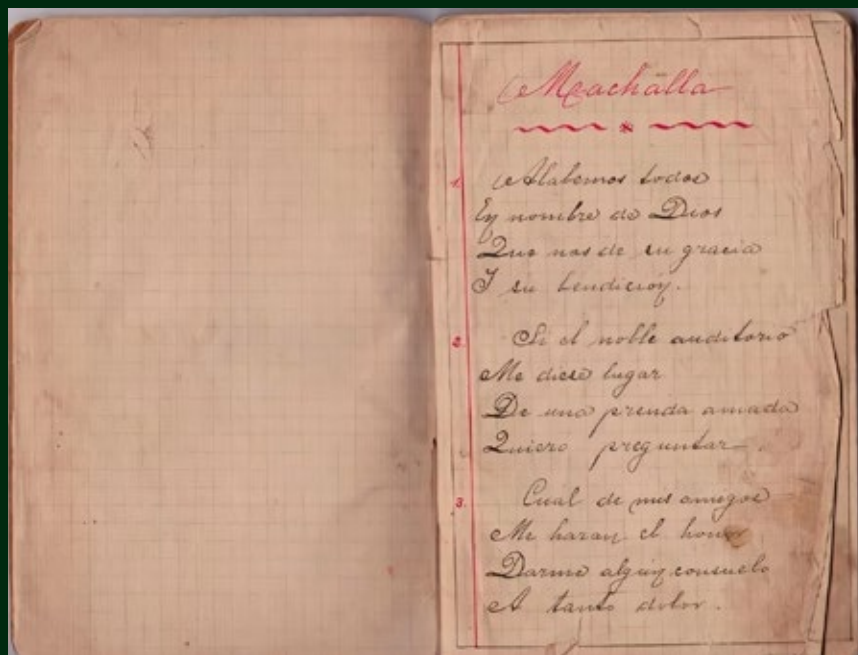 Machalla
1. Alabemos todos
En nombre de Dios
Que nos de su gracia
Y su bendicion.
2. Si el noble auditorio
Me diese lugar
De una prenda amada
Quiero preguntar.
3. Cual de mis amigos
Me haran el honor
Darme algun consuelo
A tanto dolor.